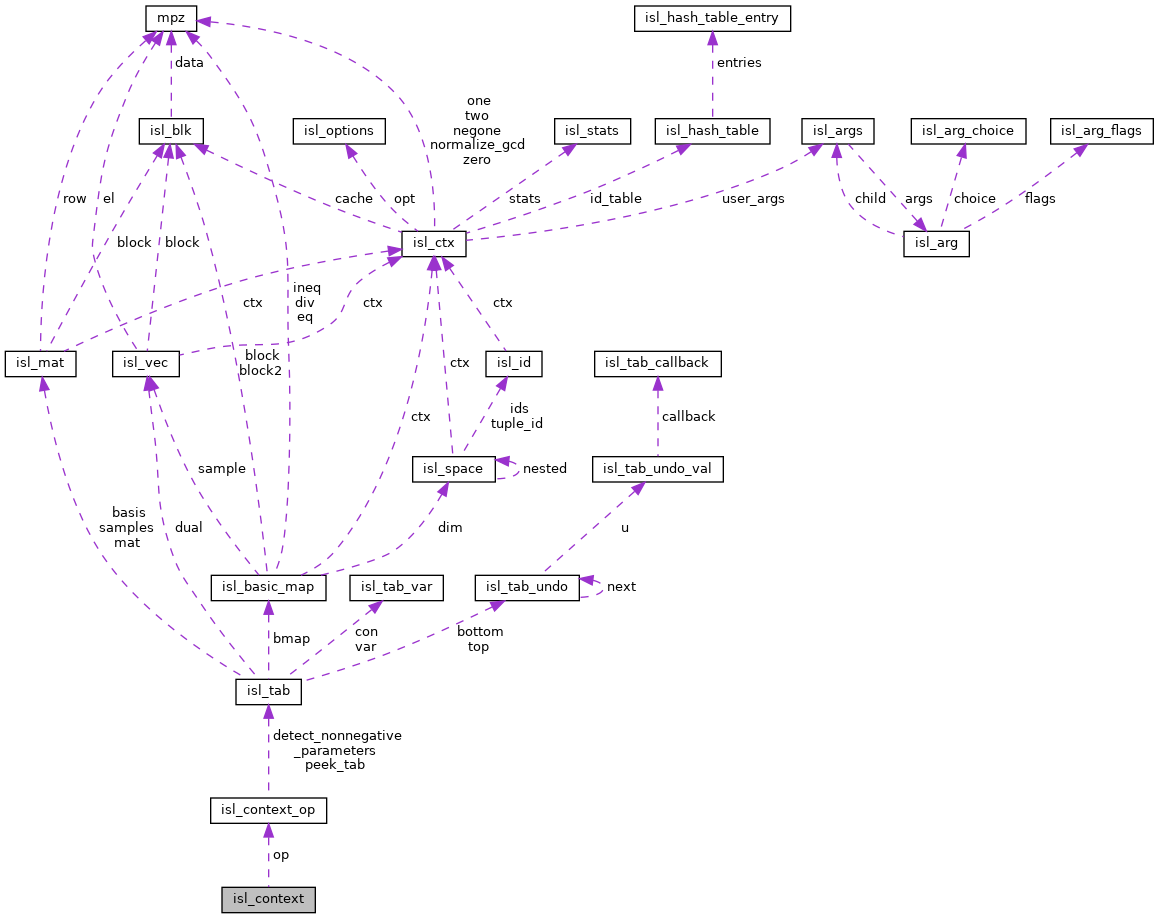 mpz
isl_hash_table_entry
data
entries
one
two
negone
normalize_gcd
zero
isl_blk
isl_options
isl_stats
isl_hash_table
isl_args
isl_arg_choice
isl_arg_flags
row
el
cache
opt
stats
id_table
user_args
child
args
choice
flags
block
block
isl_ctx
isl_arg
ctx
ineq
div
eq
ctx
ctx
isl_mat
isl_vec
block
block2
ctx
isl_id
isl_tab_callback
ctx
ids
tuple_id
callback
sample
isl_space
nested
isl_tab_undo_val
basis
samples
mat
dual
dim
u
isl_basic_map
isl_tab_var
isl_tab_undo
next
bmap
con
var
bottom
top
isl_tab
detect_nonnegative
_parameters
peek_tab
isl_context_op
op
isl_context